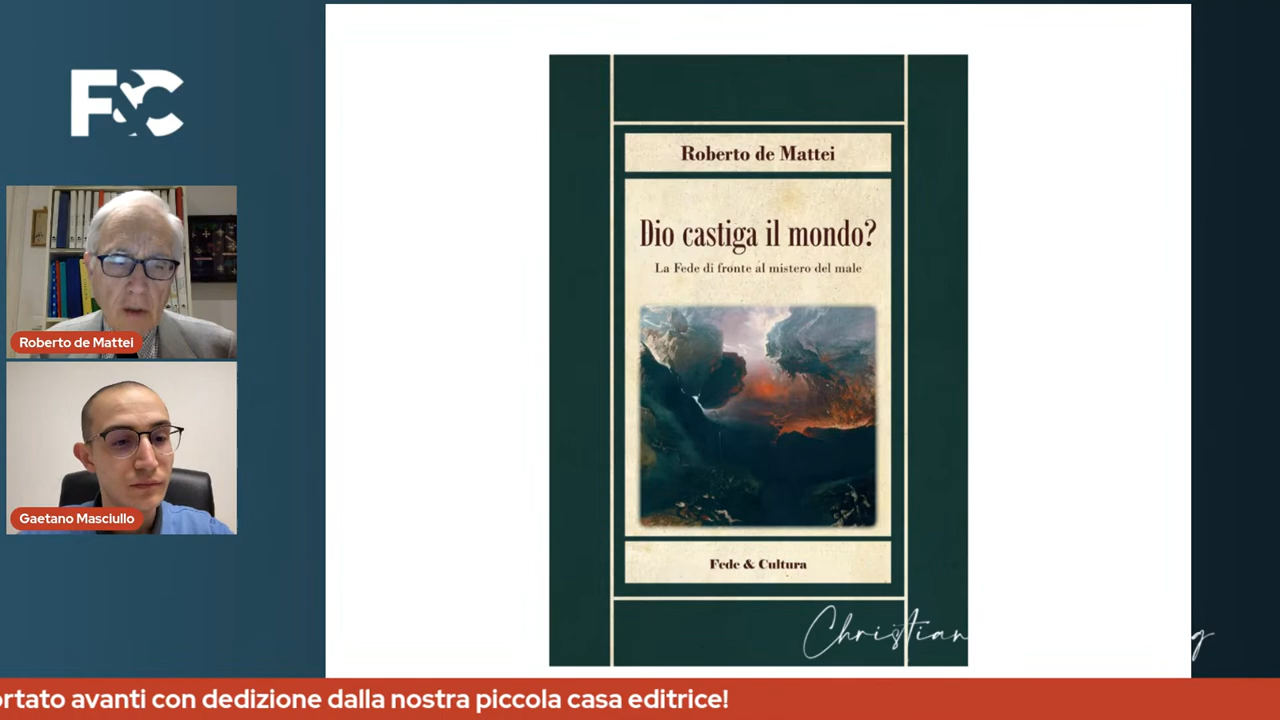 F&C
Roberto de Mattei
Gaetano Masciullo
Roberto de Mattei
Dio castiga il mondo?
La Fede di fronte al mistero del male
Fede & Cultura
Christian
avanti con dedizione dalla nostra piccola casa editrice!